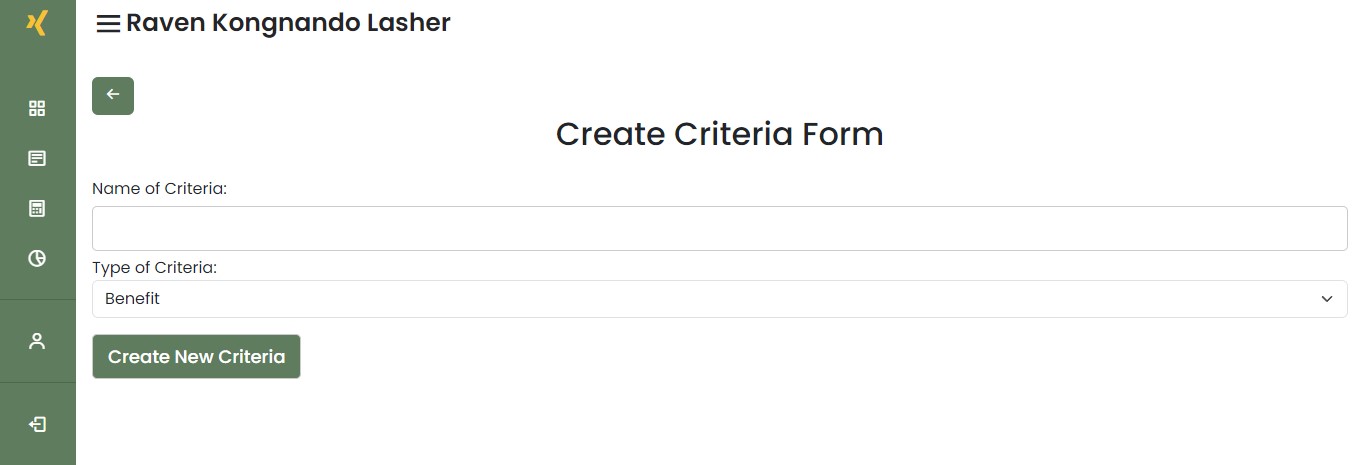 Raven Kongnando Lasher
Create Criteria Form
Name of Criteria:
Type of Criteria:
Benefit
Create New Criteria